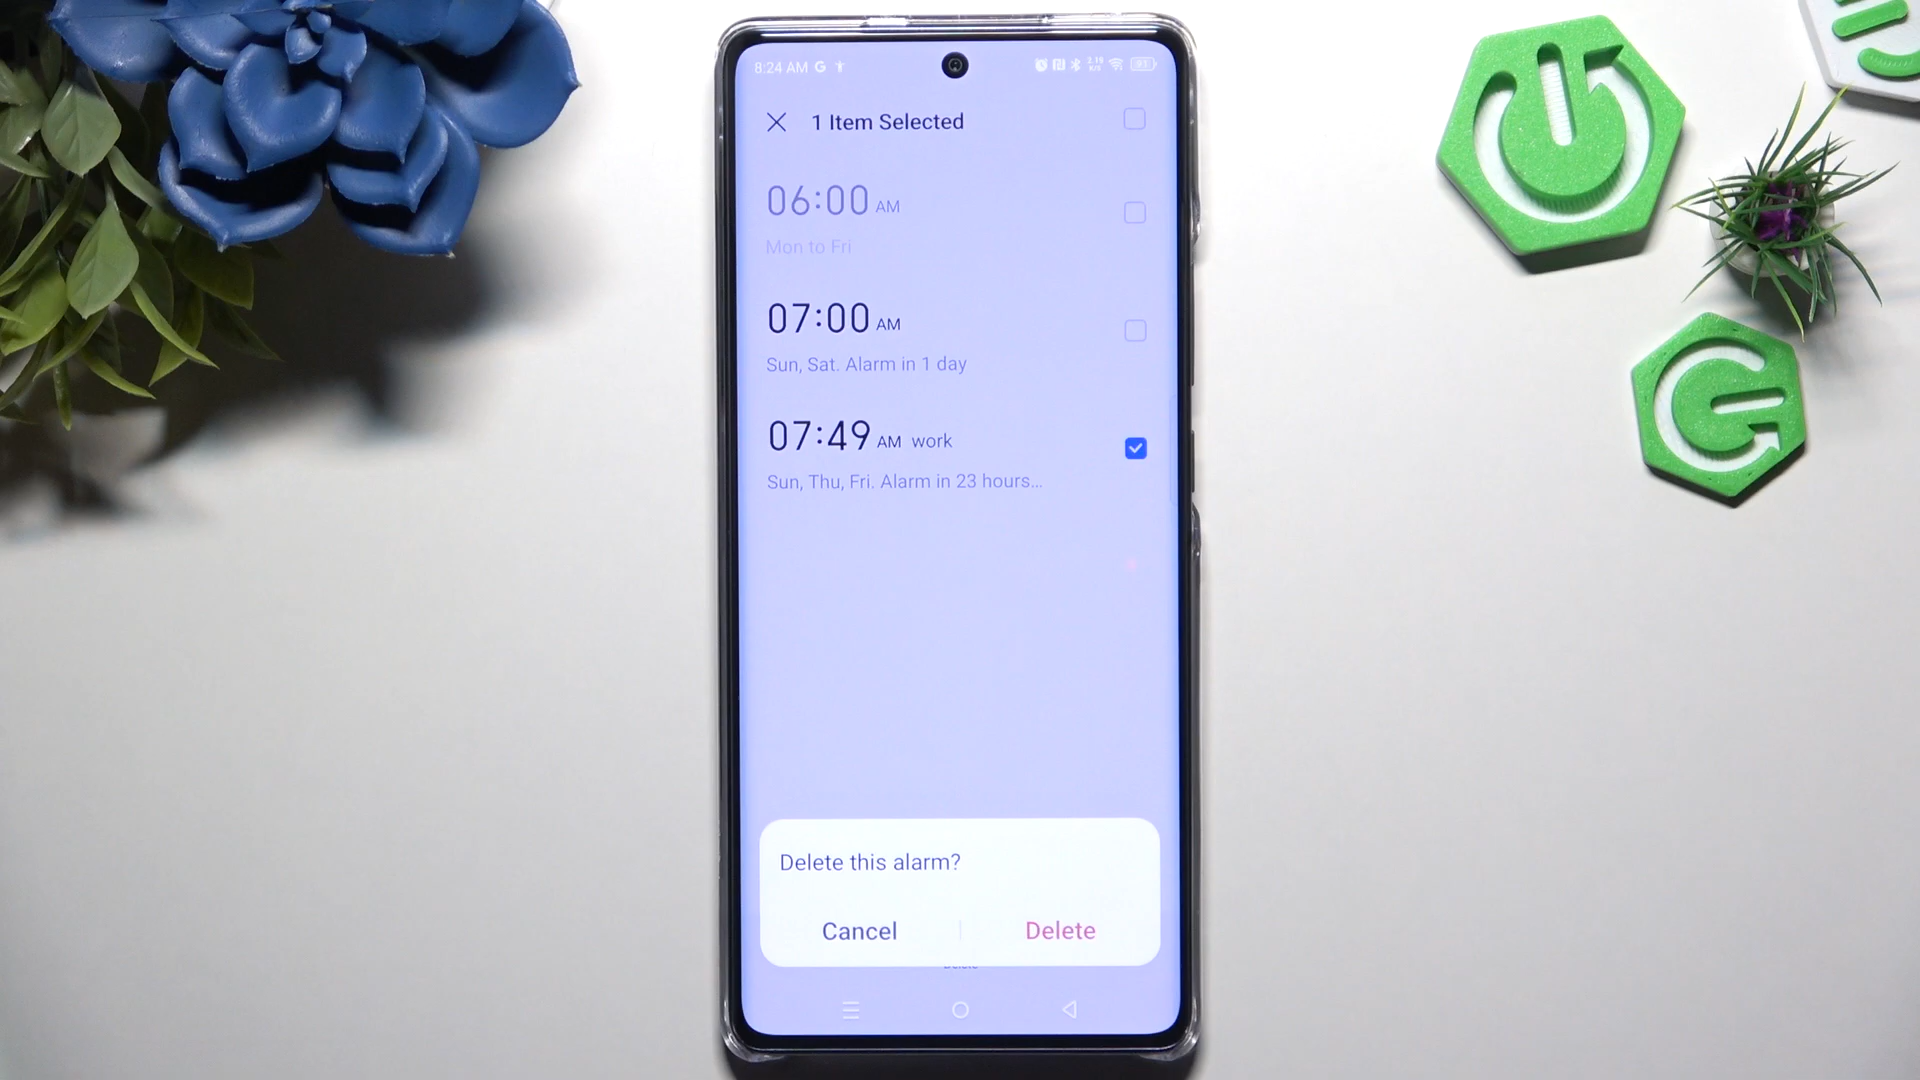 8:24 AM G
1 Item Selected
06:00 AM
Mon to Fri
07:00 AM
Sun, Sat. Alarm in 1 day
07:49 AM work
Sun, Thu, Fri. Alarm in 23 hours...
Delete this alarm?
Cancel
Delete